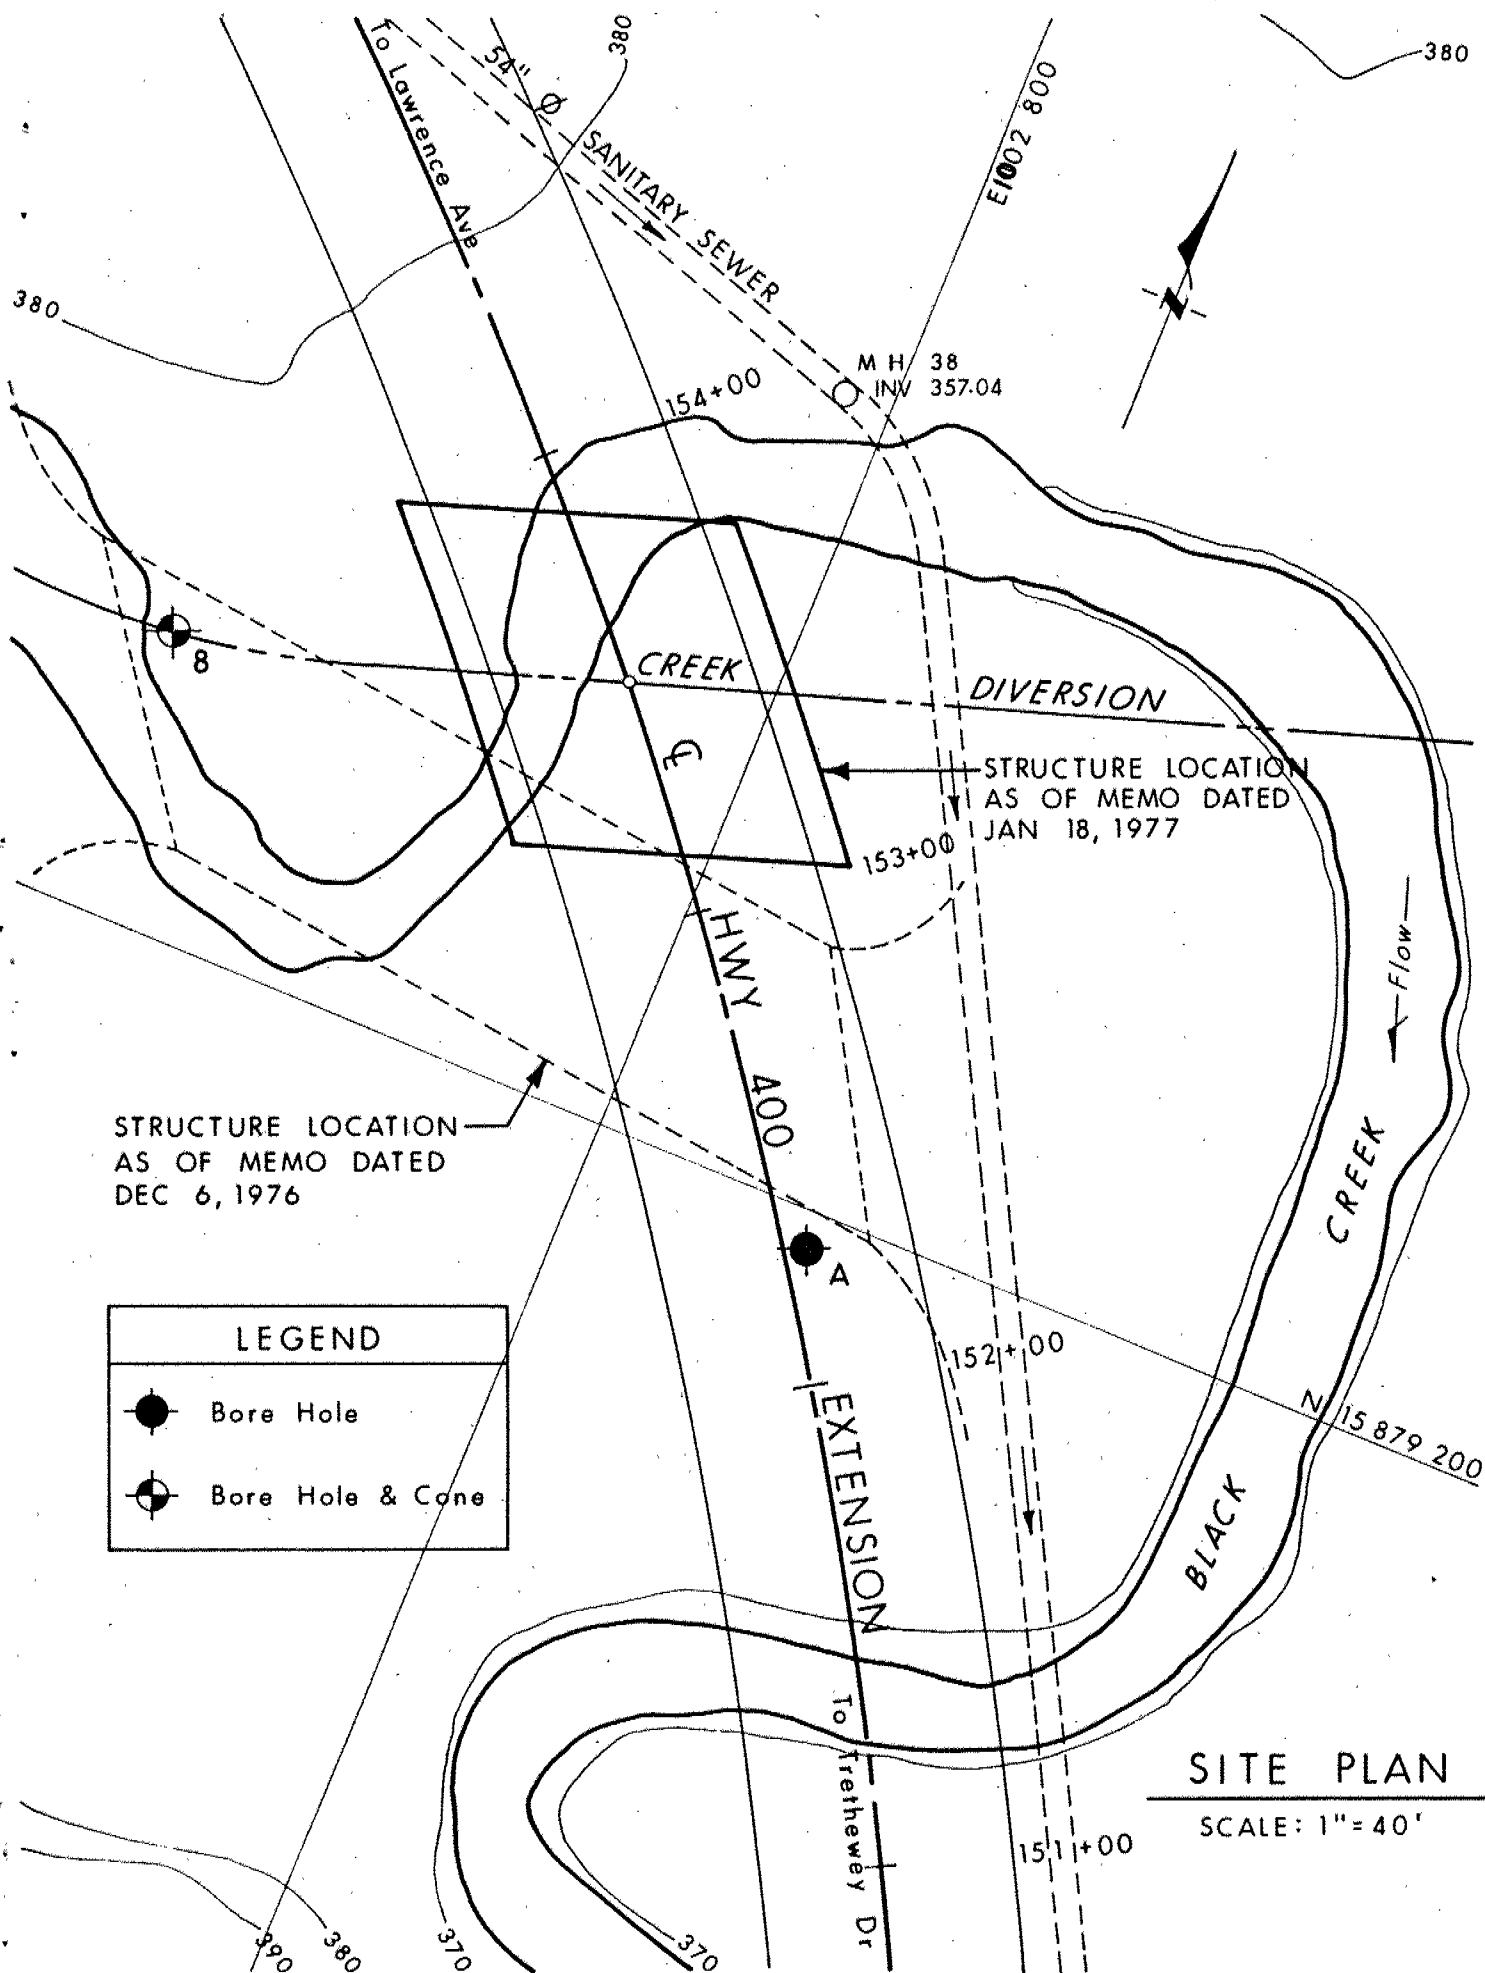 To Lawrence Ave
54" Ø SANITARY SEWER
380
380
E1002 800
380
N
M H 38
INV 357.04
154+00
8
CREEK DIVERSION
STRUCTURE LOCATION
AS OF MEMO DATED
JAN 18, 1977
153+00
HWY 400 EXTENSION
Flow
STRUCTURE LOCATION
AS OF MEMO DATED
DEC 6, 1976
BLACK CREEK
A
LEGEND
Bore Hole
Bore Hole & Cone
152+00
N 15 879 200
To Trethewey Dr
SITE PLAN
SCALE: 1"=40'
151+00
390
380
370
370